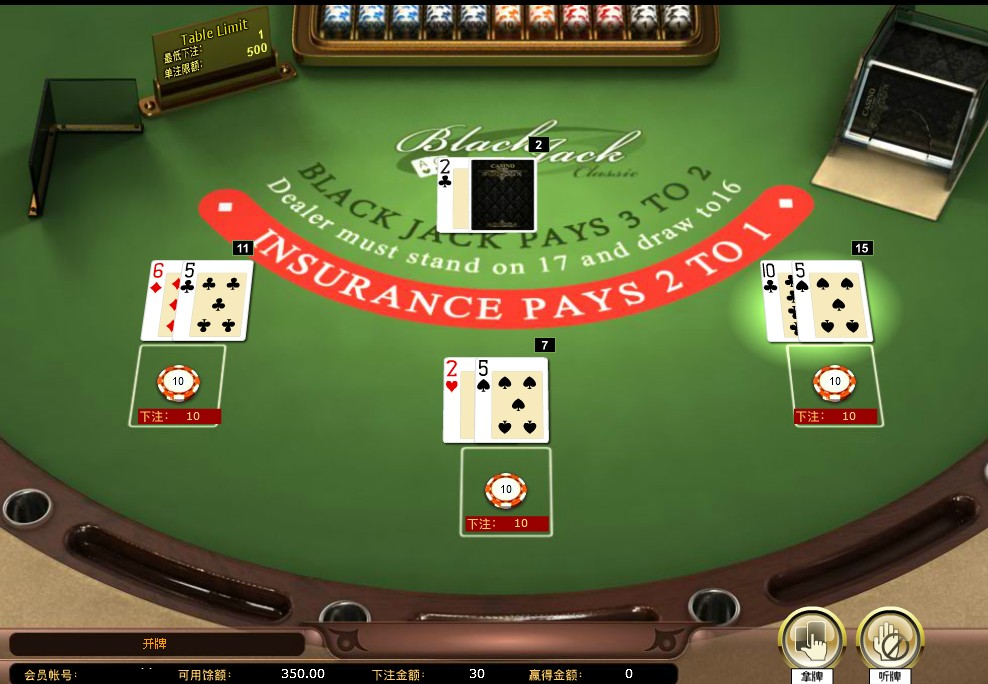 Table Limit
最低下注: 1
单注限额: 500
CASINO
Blackjack
Classic
2
2
CASINO
BLACK JACK PAYS 3 TO 2
Dealer must stand on 17 and draw to16
INSURANCE PAYS 2 TO 1
11
6 5
10
下注: 10
15
10 5
10
下注: 10
7
2 5
10
下注: 10
开牌
拿牌
听牌
会员帐号:
可用馀额: 350.00
下注金额: 30
赢得金额: 0